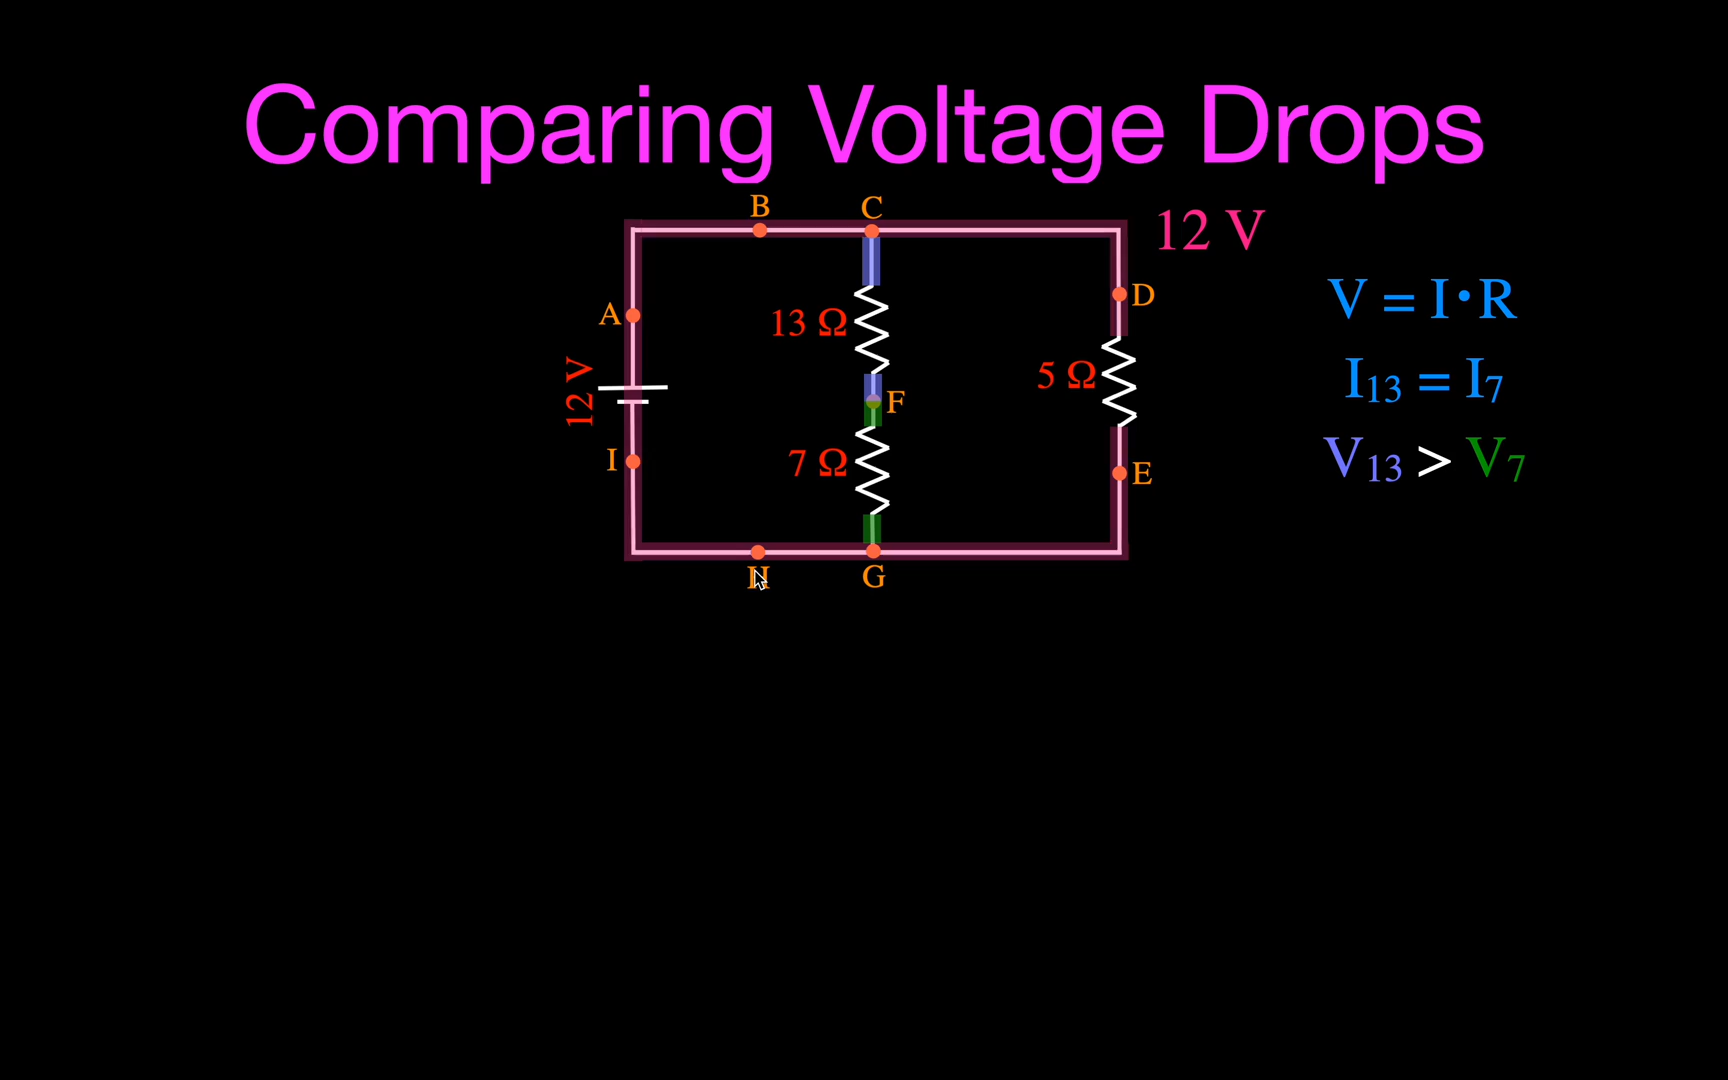 Comparing Voltage Drops
B
C
12 V
D
V = I·R
A
13 Ω
I₁₃ = I₇
12 V
5 Ω
F
V₁₃ > V₇
I
7 Ω
E
H
G